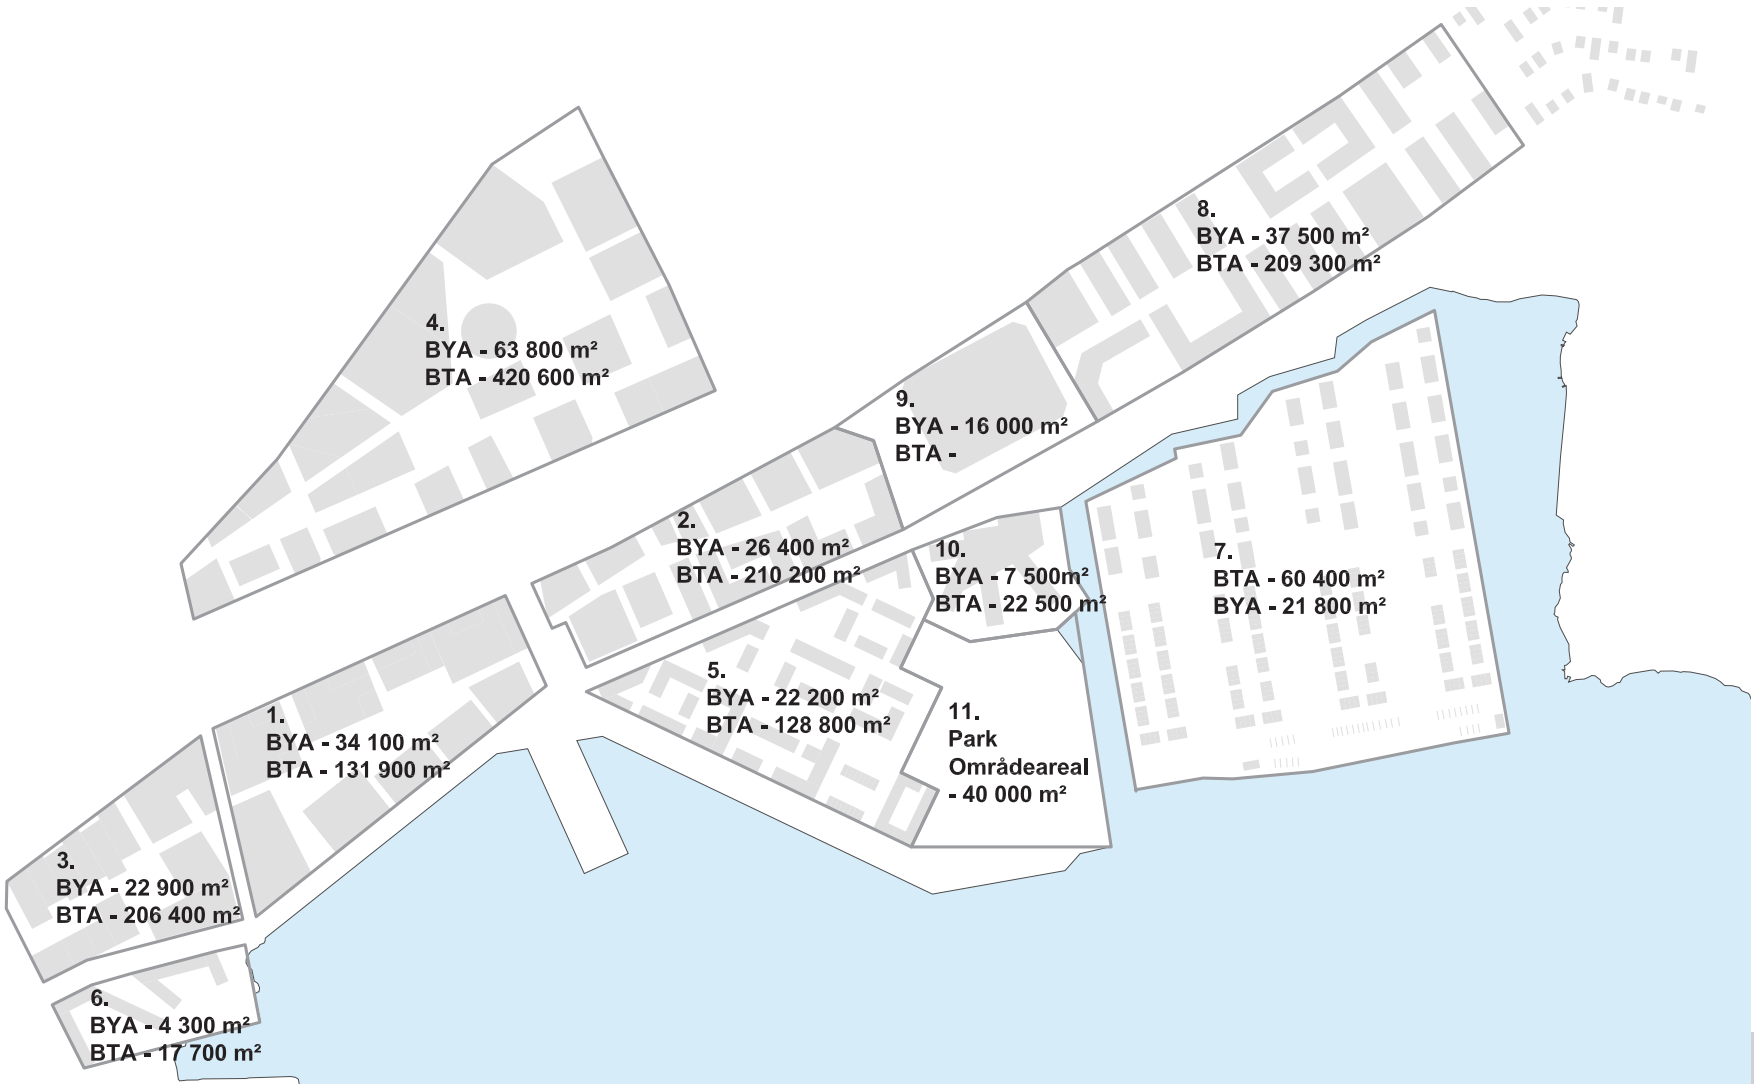 8.
BYA - 37 500 m²
BTA - 209 300 m²
4.
BYA - 63 800 m²
BTA - 420 600 m²
9.
BYA - 16 000 m²
BTA -
2.
BYA - 26 400 m²
BTA - 210 200 m²
10.
BYA - 7 500m²
BTA - 22 500 m²
7.
BTA - 60 400 m²
BYA - 21 800 m²
5.
BYA - 22 200 m²
BTA - 128 800 m²
11.
Park
Områdeareal
- 40 000 m²
1.
BYA - 34 100 m²
BTA - 131 900 m²
3.
BYA - 22 900 m²
BTA - 206 400 m²
6.
BYA - 4 300 m²
BTA - 17 700 m²